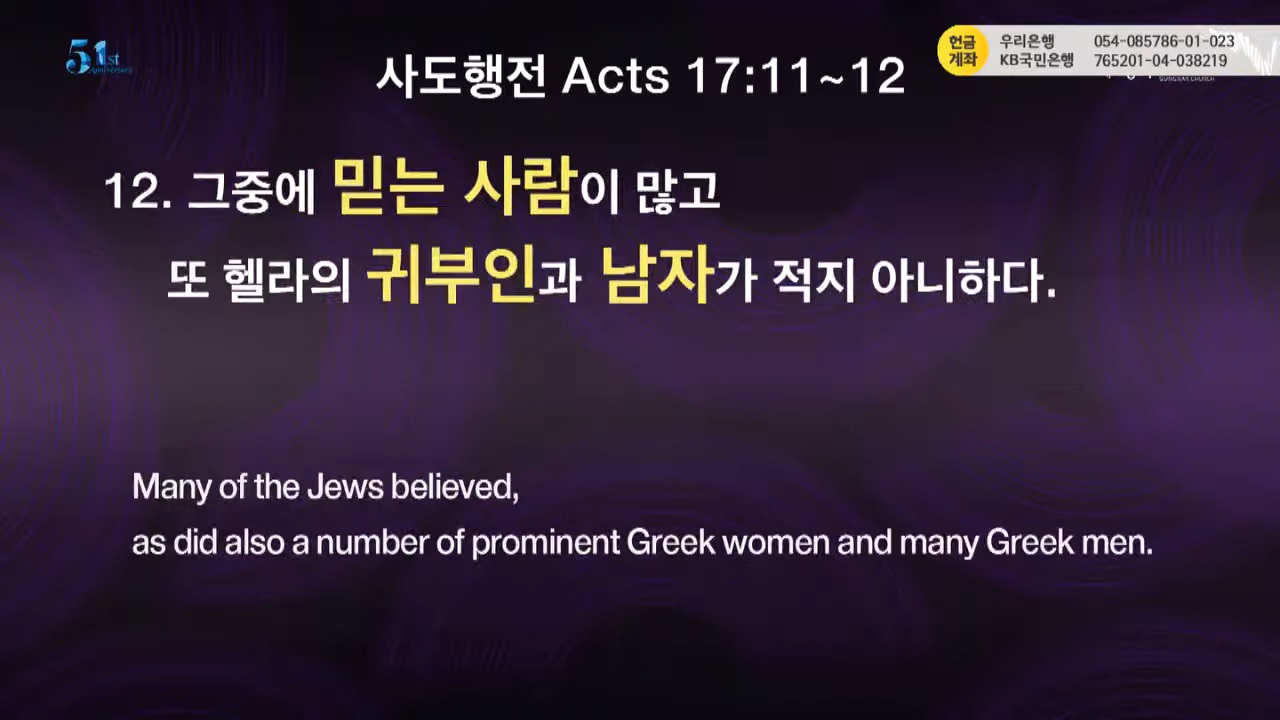 51st
Anniversary
헌금
계좌
우리은행 054-085786-01-023
KB국민은행 765201-04-038219
사도행전 Acts 17:11~12
12. 그중에 믿는 사람이 많고
또 헬라의 귀부인과 남자가 적지 아니하다.
Many of the Jews believed,
as did also a number of prominent Greek women and many Greek men.